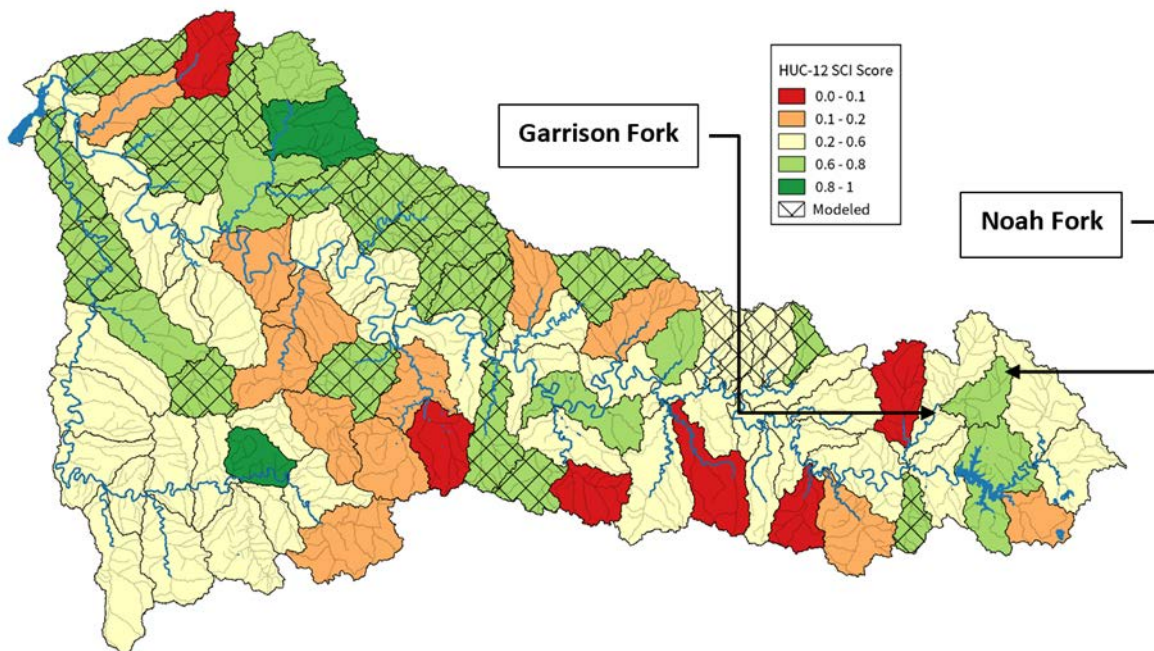 HUC-12 SCI Score
0.0 - 0.1
0.1 - 0.2
0.2 - 0.6
0.6 - 0.8
0.8 - 1
Modeled
Garrison Fork
Noah Fork